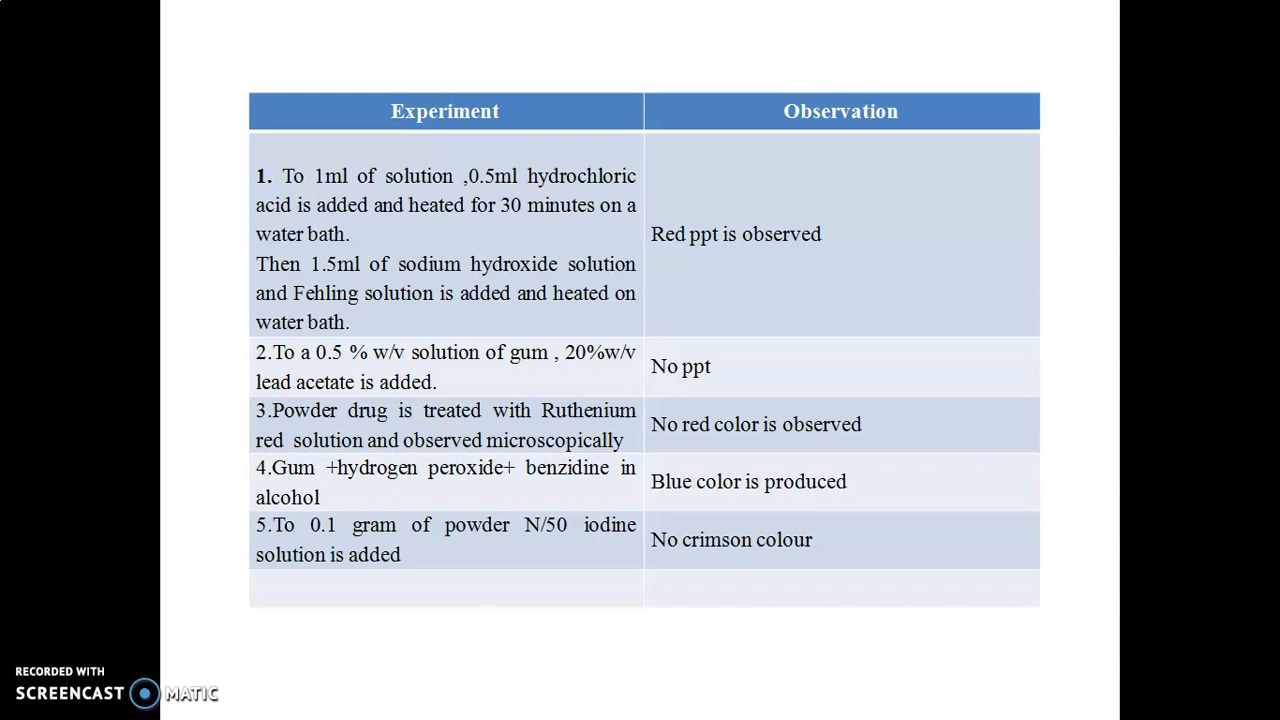 Experiment
Observation
1. To 1ml of solution ,0.5ml hydrochloric
acid is added and heated for 30 minutes on a
water bath.
Then 1.5ml of sodium hydroxide solution
and Fehling solution is added and heated on
water bath.
Red ppt is observed
2.To a 0.5 % w/v solution of gum , 20%w/v
lead acetate is added.
No ppt
3.Powder drug is treated with Ruthenium
red solution and observed microscopically
No red color is observed
4.Gum +hydrogen peroxide+ benzidine in
alcohol
Blue color is produced
5.To 0.1 gram of powder N/50 iodine
solution is added
No crimson colour
RECORDED WITH
SCREENCAST MATIC